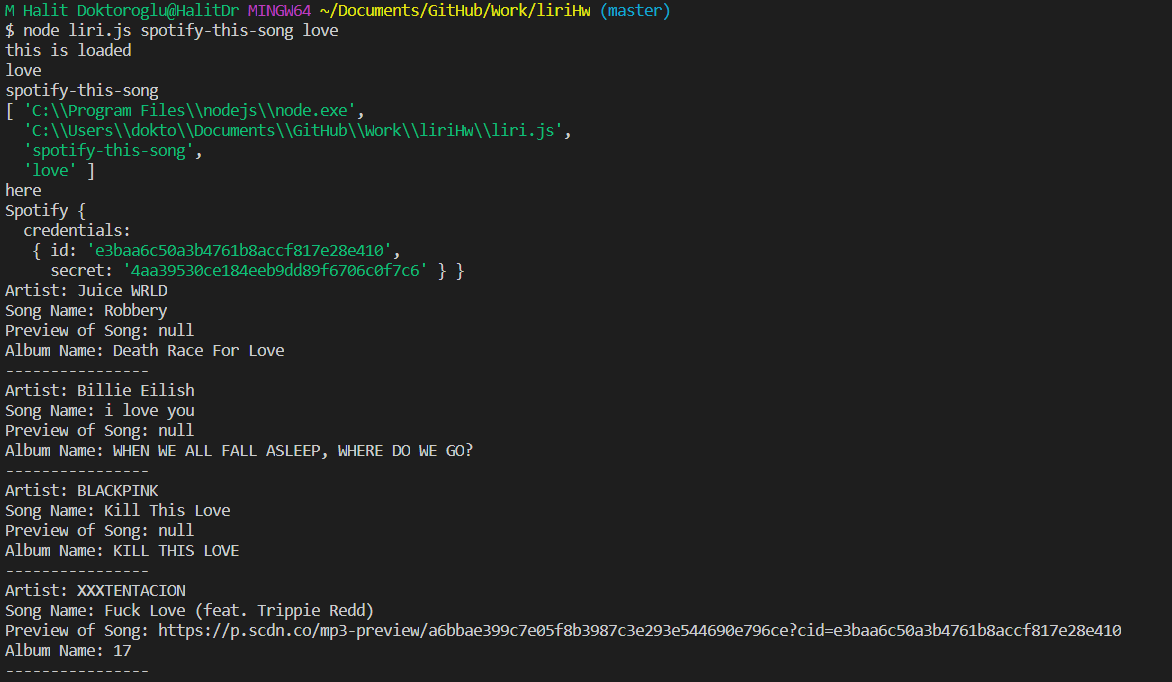 M Halit Doktoroglu@HalitDr MINGW64 ~/Documents/GitHub/Work/liriHw (master)
$ node liri.js spotify-this-song love
this is loaded
love
spotify-this-song
[ 'C:\\Program Files\\nodejs\\node.exe',
  'C:\\Users\\dokto\\Documents\\GitHub\\Work\\liriHw\\liri.js',
  'spotify-this-song',
  'love' ]
here
Spotify {
  credentials:
   { id: 'e3baa6c50a3b4761b8accf817e28e410',
     secret: '4aa39530ce184eeb9dd89f6706c0f7c6' } }
Artist: Juice WRLD
Song Name: Robbery
Preview of Song: null
Album Name: Death Race For Love
----------------
Artist: Billie Eilish
Song Name: i love you
Preview of Song: null
Album Name: WHEN WE ALL FALL ASLEEP, WHERE DO WE GO?
----------------
Artist: BLACKPINK
Song Name: Kill This Love
Preview of Song: null
Album Name: KILL THIS LOVE
----------------
Artist: XXXTENTACION
Song Name: Fuck Love (feat. Trippie Redd)
Preview of Song: https://p.scdn.co/mp3-preview/a6bbae399c7e05f8b3987c3e293e544690e796ce?cid=e3baa6c50a3b4761b8accf817e28e410
Album Name: 17
----------------